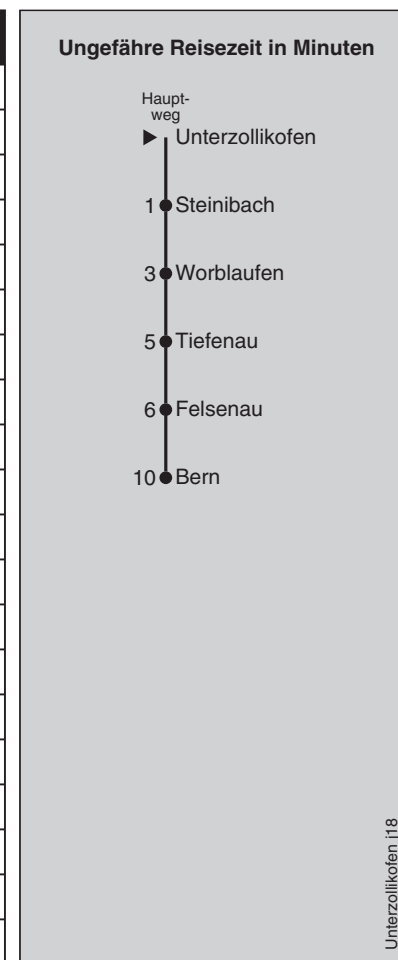 Ungefähre Reisezeit in Minuten
Haupt-
weg
Unterzollikofen
1 Steinibach
3 Worblaufen
5 Tiefenau
6 Felsenau
10 Bern
Unterzollikofen i18